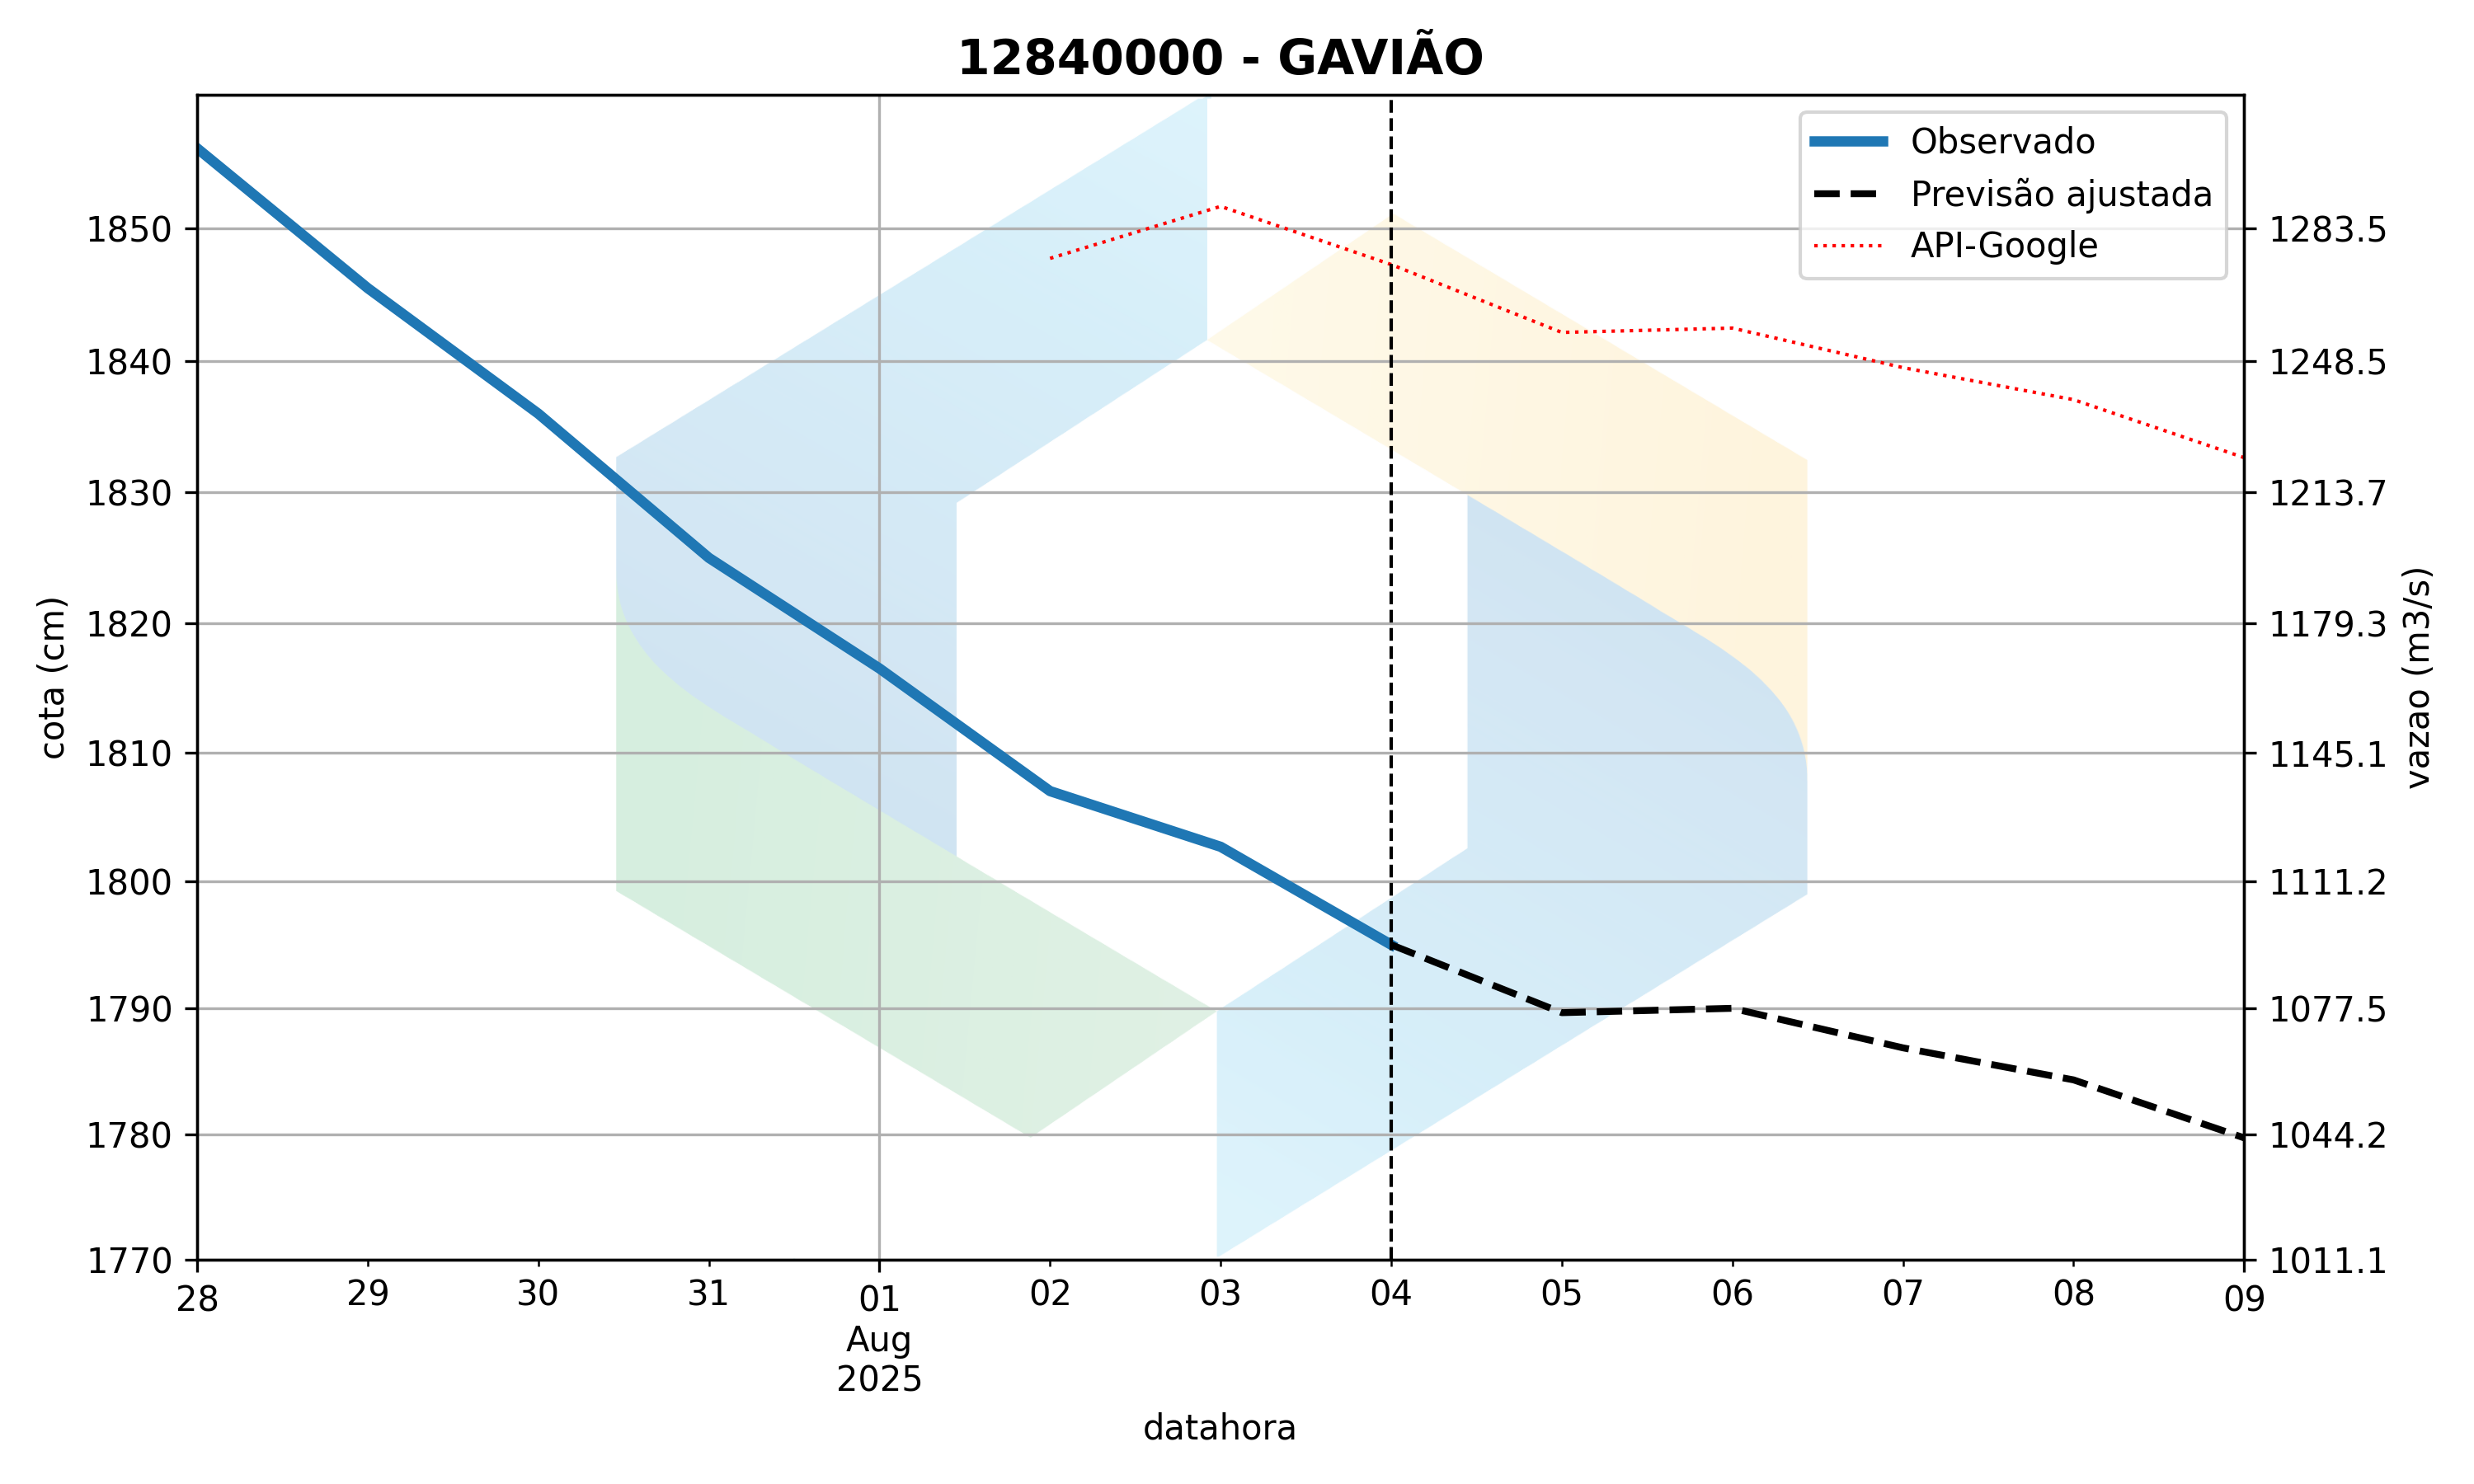 12840000 - GAVIÃO
Observado
Previsão ajustada
API-Google
1850
1840
1830
1820
1810
1800
1790
1780
1770
cota (cm)
1283.5
1248.5
1213.7
1179.3
1145.1
1111.2
1077.5
1044.2
1011.1
vazao (m3/s)
28 29 30 31 01 02 03 04 05 06 07 08 09
Aug
2025
datahora